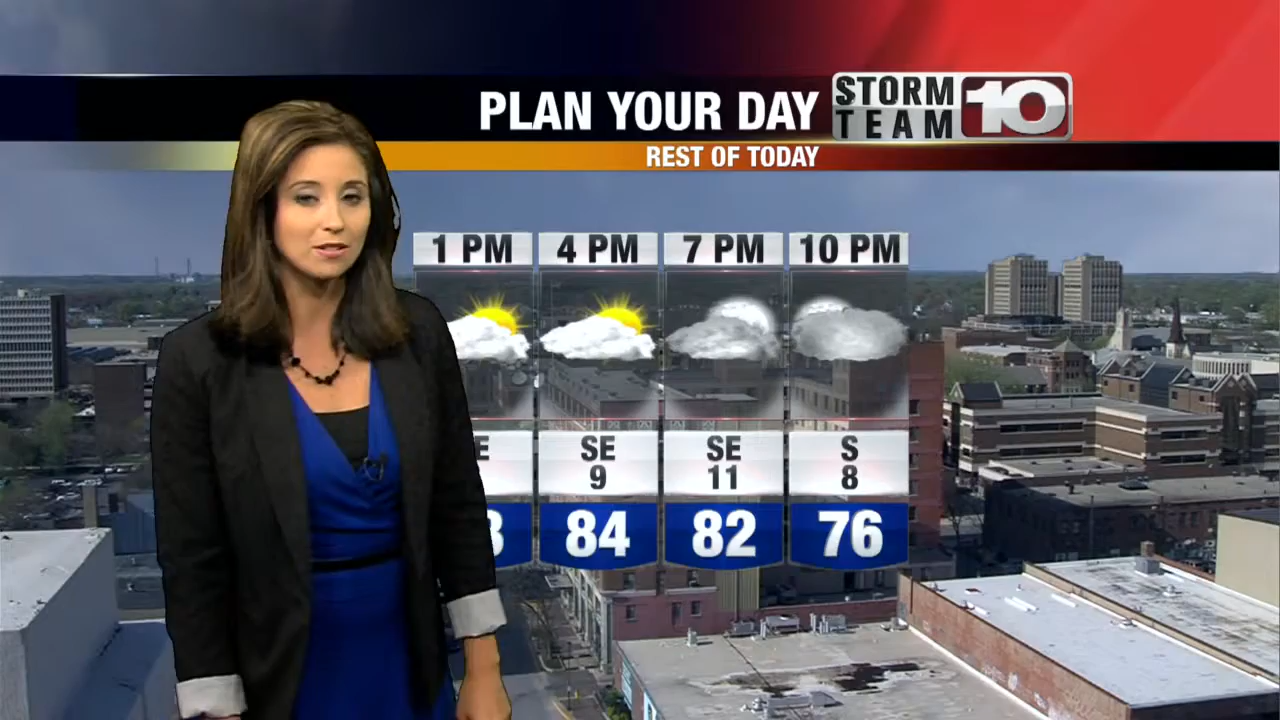 PLAN YOUR DAY
STORM TEAM 10
REST OF TODAY
1 PM 4 PM 7 PM 10 PM
E SE SE S
9 11 8
84 82 76